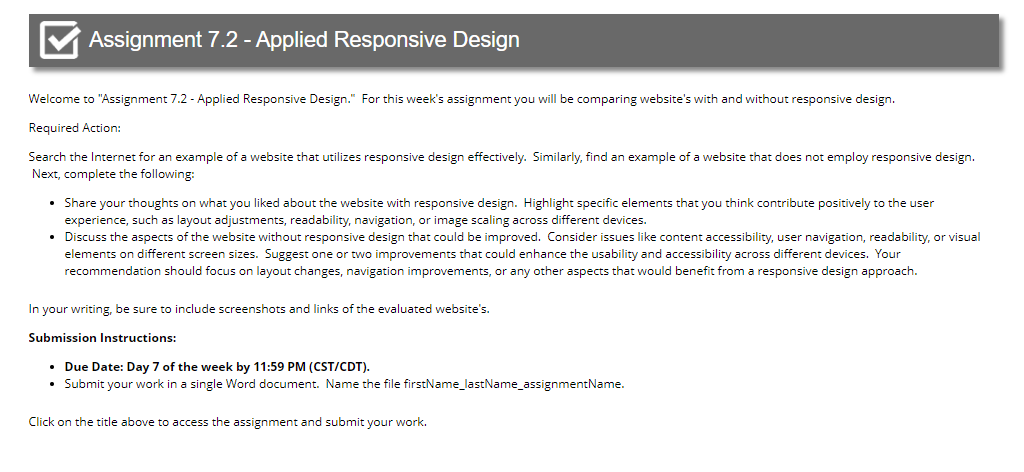 Assignment 7.2 - Applied Responsive Design
Welcome to "Assignment 7.2 - Applied Responsive Design."  For this week's assignment you will be comparing website's with and without responsive design.
Required Action:
Search the Internet for an example of a website that utilizes responsive design effectively.  Similarly, find an example of a website that does not employ responsive design.
Next, complete the following:
• Share your thoughts on what you liked about the website with responsive design.  Highlight specific elements that you think contribute positively to the user
experience, such as layout adjustments, readability, navigation, or image scaling across different devices.
• Discuss the aspects of the website without responsive design that could be improved.  Consider issues like content accessibility, user navigation, readability, or visual
elements on different screen sizes.  Suggest one or two improvements that could enhance the usability and accessibility across different devices.  Your
recommendation should focus on layout changes, navigation improvements, or any other aspects that would benefit from a responsive design approach.
In your writing, be sure to include screenshots and links of the evaluated website's.
Submission Instructions:
• Due Date: Day 7 of the week by 11:59 PM (CST/CDT).
• Submit your work in a single Word document.  Name the file firstName_lastName_assignmentName.
Click on the title above to access the assignment and submit your work.